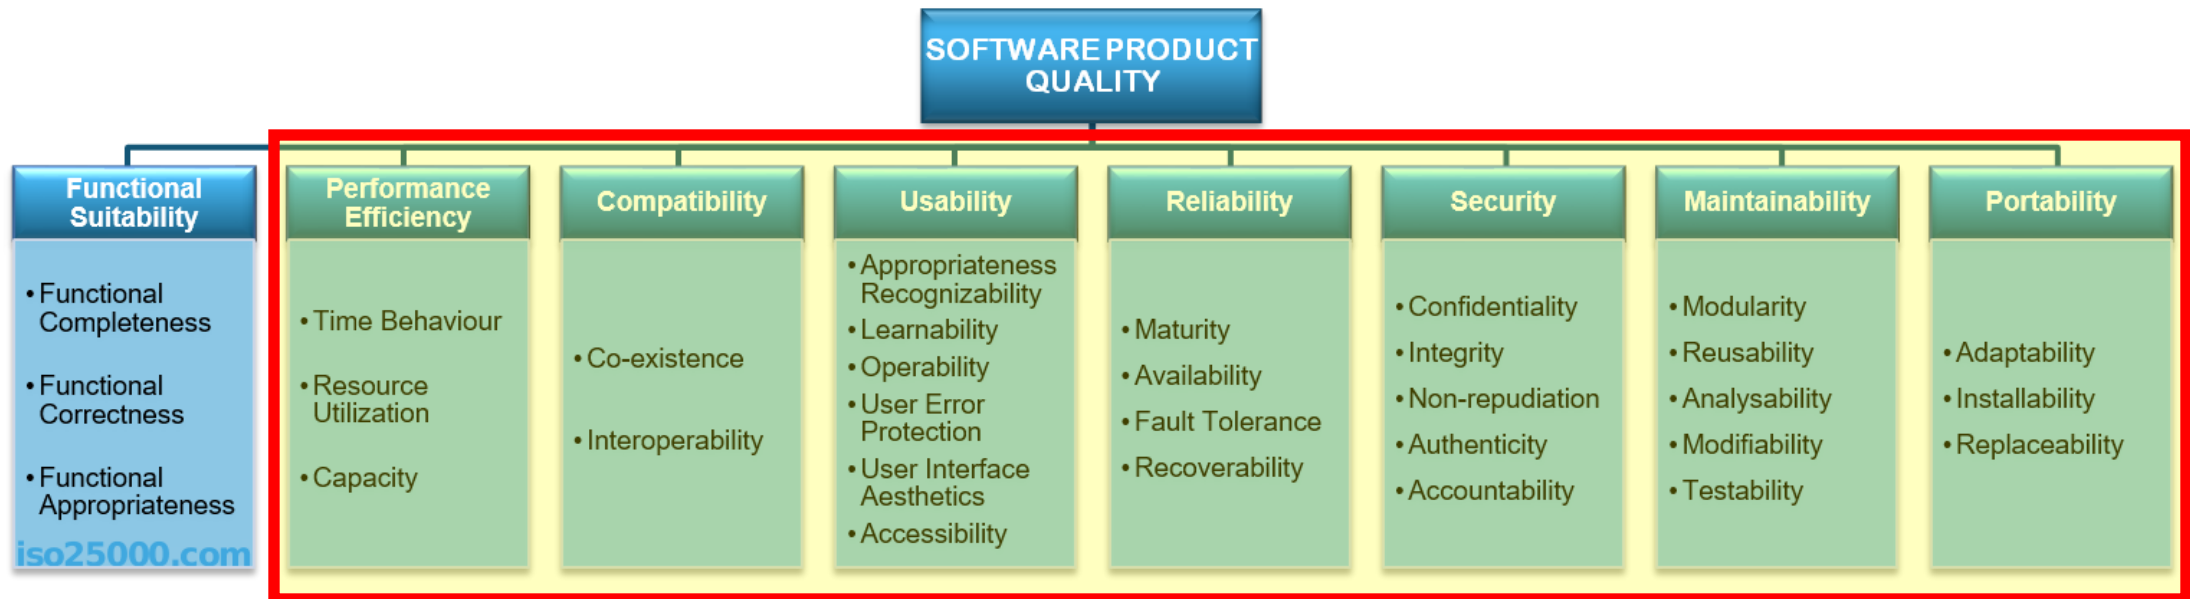 SOFTWARE PRODUCT
QUALITY
Functional
Suitability
• Functional
Completeness
• Functional
Correctness
• Functional
Appropriateness
iso25000.com
Performance
Efficiency
• Time Behaviour
• Resource
Utilization
• Capacity
Compatibility
• Co-existence
• Interoperability
Usability
• Appropriateness
Recognizability
• Learnability
• Operability
• User Error
Protection
• User Interface
Aesthetics
• Accessibility
Reliability
• Maturity
• Availability
• Fault Tolerance
• Recoverability
Security
• Confidentiality
• Integrity
• Non-repudiation
• Authenticity
• Accountability
Maintainability
• Modularity
• Reusability
• Analysability
• Modifiability
• Testability
Portability
• Adaptability
• Installability
• Replaceability